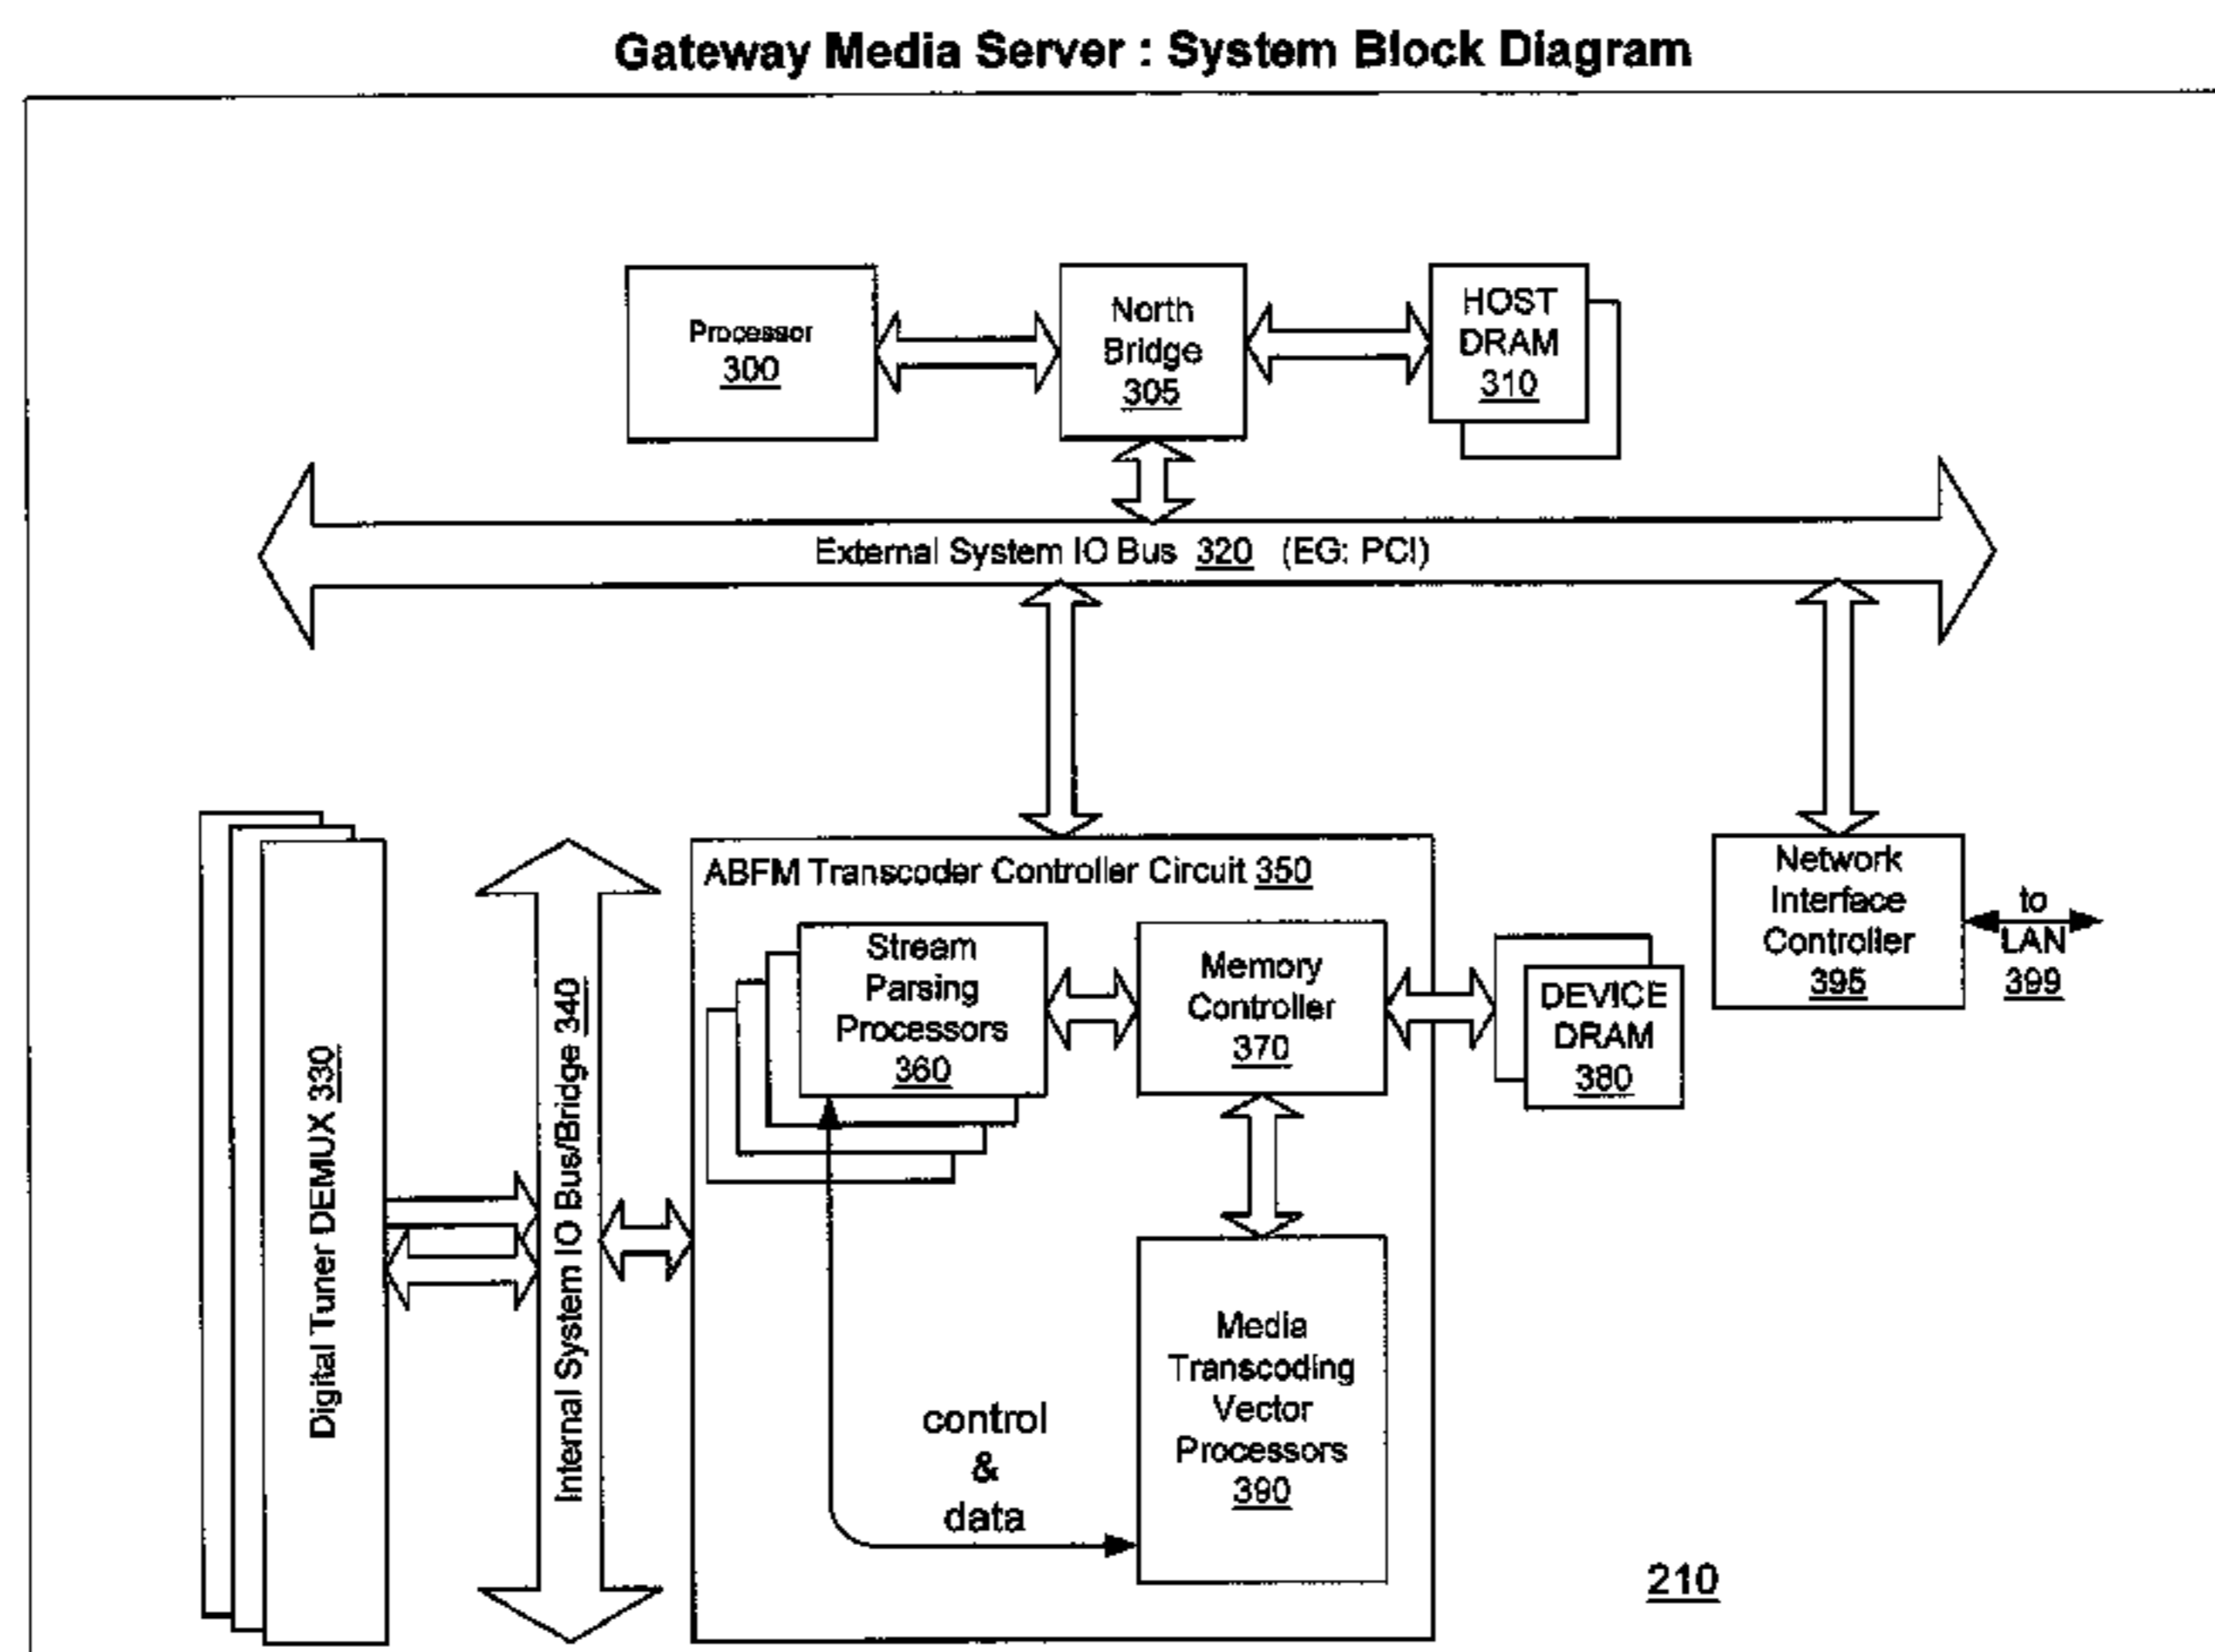 Gateway Media Server : System Block Diagram
Processor
300
North
Bridge
305
HOST
DRAM
310
External System IO Bus 320 (EG: PCI)
Digital Tuner DEMUX 330
Internal System IO Bus/Bridge 340
ABFM Transcoder Controller Circuit 350
Stream
Parsing
Processors
360
Memory
Controller
370
DEVICE
DRAM
380
Network
Interface
Controller
395
to
LAN
399
control
&
data
Media
Transcoding
Vector
Processors
390
210